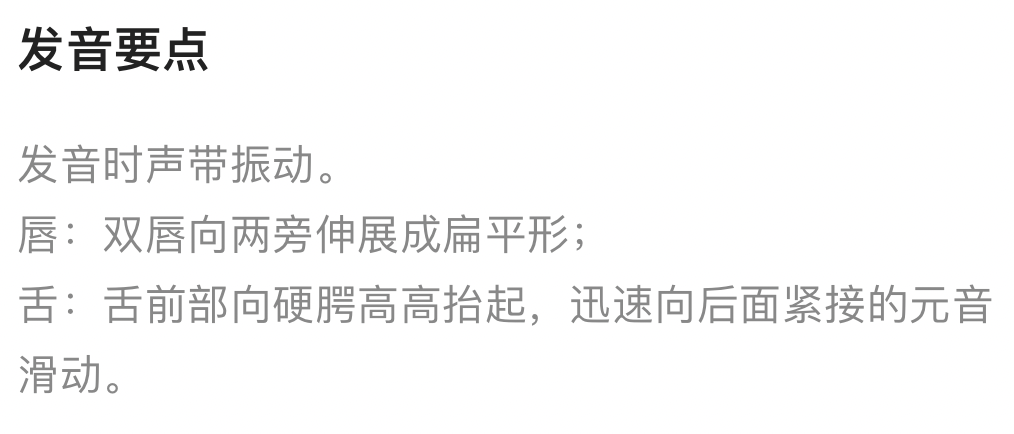 发音要点
发音时声带振动。
唇：双唇向两旁伸展成扁平形；
舌：舌前部向硬腭高高抬起，迅速向后面紧接的元音
滑动。